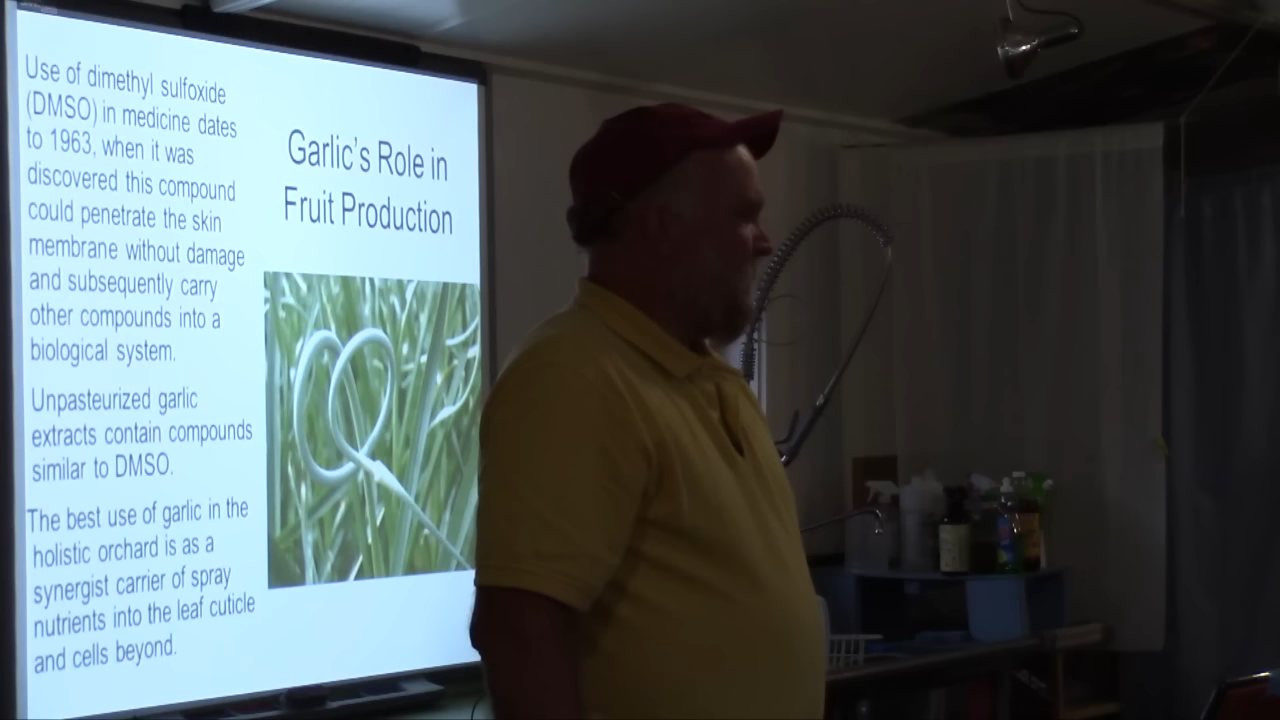 Use of dimethyl sulfoxide
(DMSO) in medicine dates
to 1963, when it was
discovered this compound
could penetrate the skin
membrane without damage
and subsequently carry
other compounds into a
biological system.
Unpasteurized garlic
extracts contain compounds
similar to DMSO.
The best use of garlic in the
holistic orchard is as a
synergist carrier of spray
nutrients into the leaf cuticle
and cells beyond.
Garlic's Role in
Fruit Production